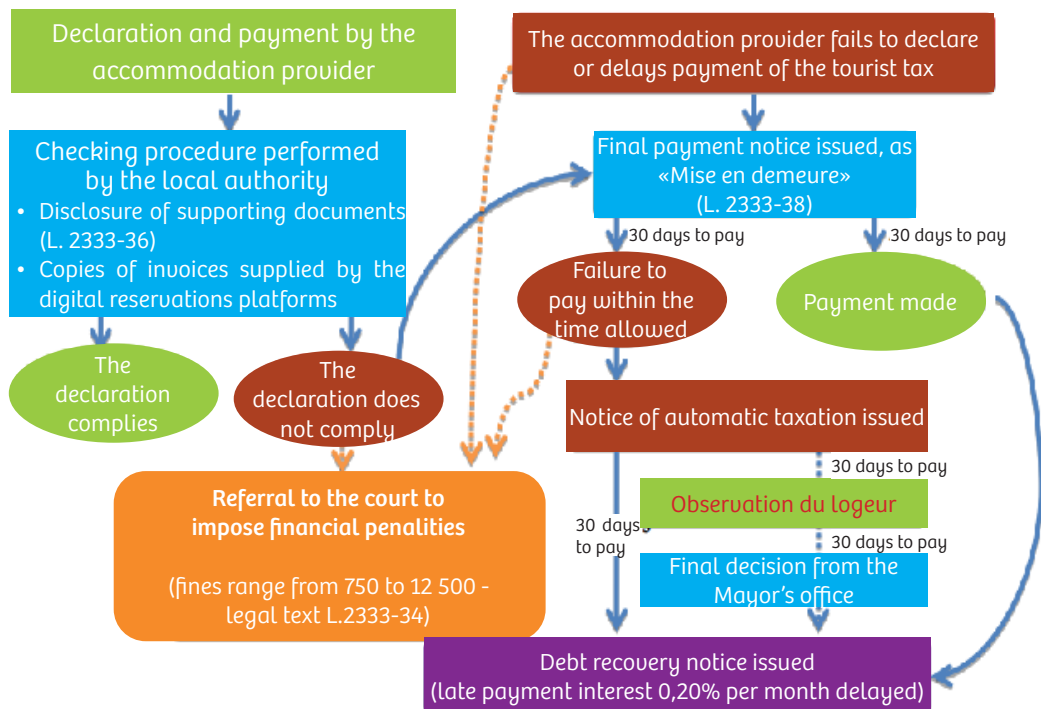 Declaration and payment by the
accommodation provider
The accommodation provider fails to declare
or delays payment of the tourist tax
Checking procedure performed
by the local authority
• Disclosure of supporting documents
(L. 2333-36)
• Copies of invoices supplied by the
digital reservations platforms
Final payment notice issued, as
«Mise en demeure»
(L. 2333-38)
30 days to pay
30 days to pay
Failure to
pay within the
time allowed
Payment made
The
declaration
complies
The
declaration does
not comply
Notice of automatic taxation issued
30 days to pay
Observation du logeur
30 days
to pay
30 days to pay
Final decision from the
Mayor's office
Referral to the court to
impose financial penalities
(fines range from 750 to 12 500 -
legal text L.2333-34)
Debt recovery notice issued
(late payment interest 0,20% per month delayed)